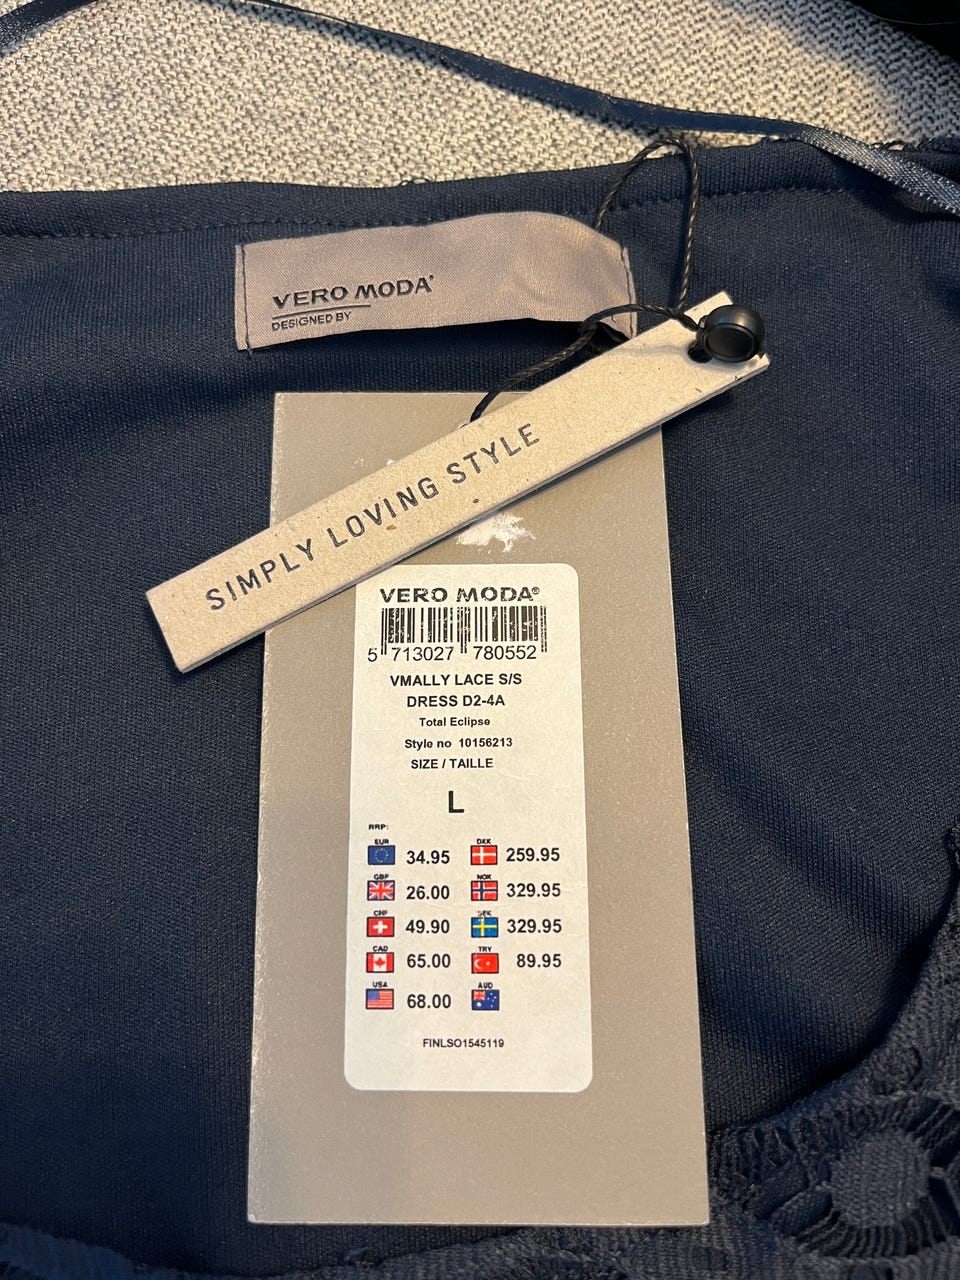 VERO MODA
DESIGNED BY
SIMPLY LOVING STYLE
VERO MODA®
5 713027 780552
VMALLY LACE S/S
DRESS D2-4A
Total Eclipse
Style no 10156213
SIZE / TAILLE
L
RRP:
EUR 34.95 DKK 259.95
GBP 26.00 NOK 329.95
CHF 49.90 SEK 329.95
CAD 65.00 TRY 89.95
USA 68.00 AUD
FINLSO1545119